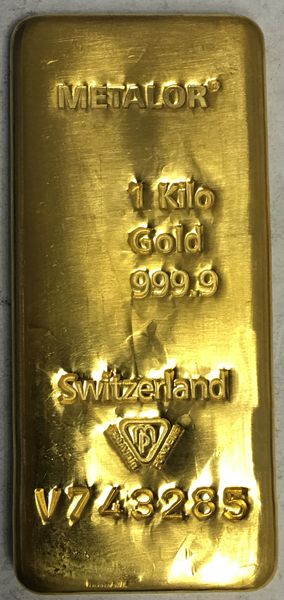 METALOR®
1 Kilo
Gold
999.9
Switzerland
V743285